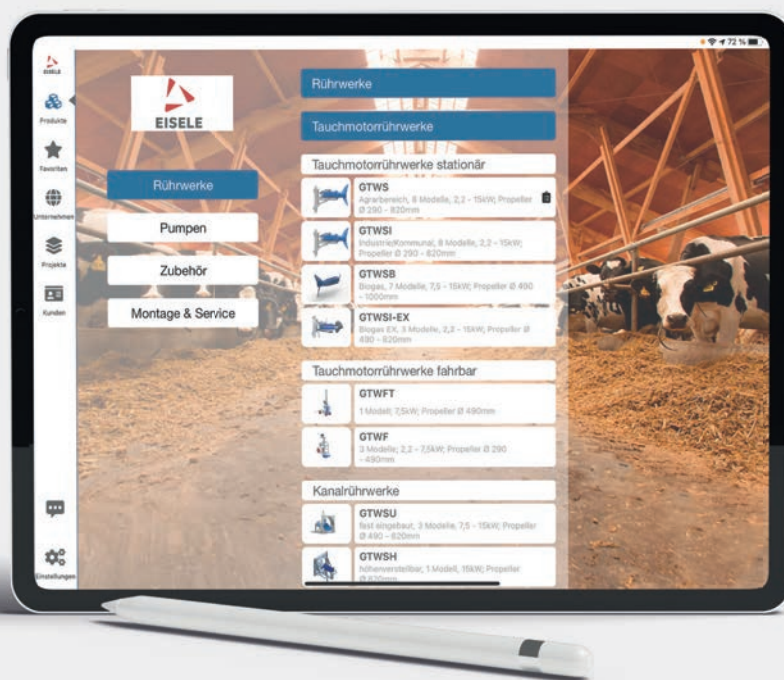 72 %
EISELE
Produkte
Favoriten
Unternehmen
Projekte
Kunden
Einstellungen
EISELE
Rührwerke
Pumpen
Zubehör
Montage & Service
Rührwerke
Tauchmotorrührwerke
Tauchmotorrührwerke stationär
GTWS
Agrarbereich, 8 Modelle, 2,2 - 15kW; Propeller
Ø 290 - 820mm
GTWSI
Industrie/Kommunal, 8 Modelle, 2,2 - 15kW;
Propeller Ø 290 - 820mm
GTWSB
Biogas, 7 Modelle, 7,5 - 15kW; Propeller Ø 490
- 1000mm
GTWSI-EX
Biogas EX, 3 Modelle, 2,2 - 15kW; Propeller Ø
490 - 820mm
Tauchmotorrührwerke fahrbar
GTWFT
1 Modell; 7,5kW; Propeller Ø 490mm
GTWF
3 Modelle; 2,2 - 7,5kW; Propeller Ø 290
- 490mm
Kanalrührwerke
GTWSU
fest eingebaut, 3 Modelle, 7,5 - 15kW; Propeller
Ø 490 - 820mm
GTWSH
höhenverstellbar, 1 Modell, 15kW; Propeller
Ø 820mm